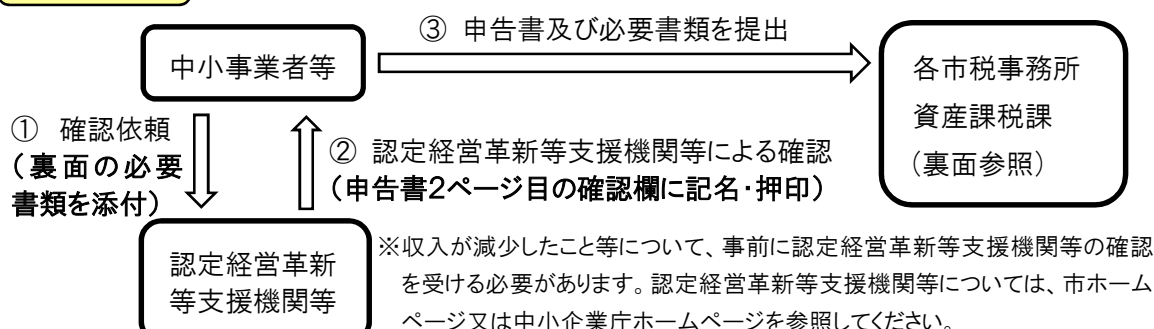 ③ 申告書及び必要書類を提出
中小事業者等
各市税事務所
資産課税課
(裏面参照)
① 確認依頼
(裏面の必要
書類を添付)
② 認定経営革新等支援機関等による確認
(申告書2ページ目の確認欄に記名・押印)
認定経営革新
等支援機関等
※収入が減少したこと等について、事前に認定経営革新等支援機関等の確認
を受ける必要があります。認定経営革新等支援機関等については、市ホーム
ページ又は中小企業庁ホームページを参照してください。